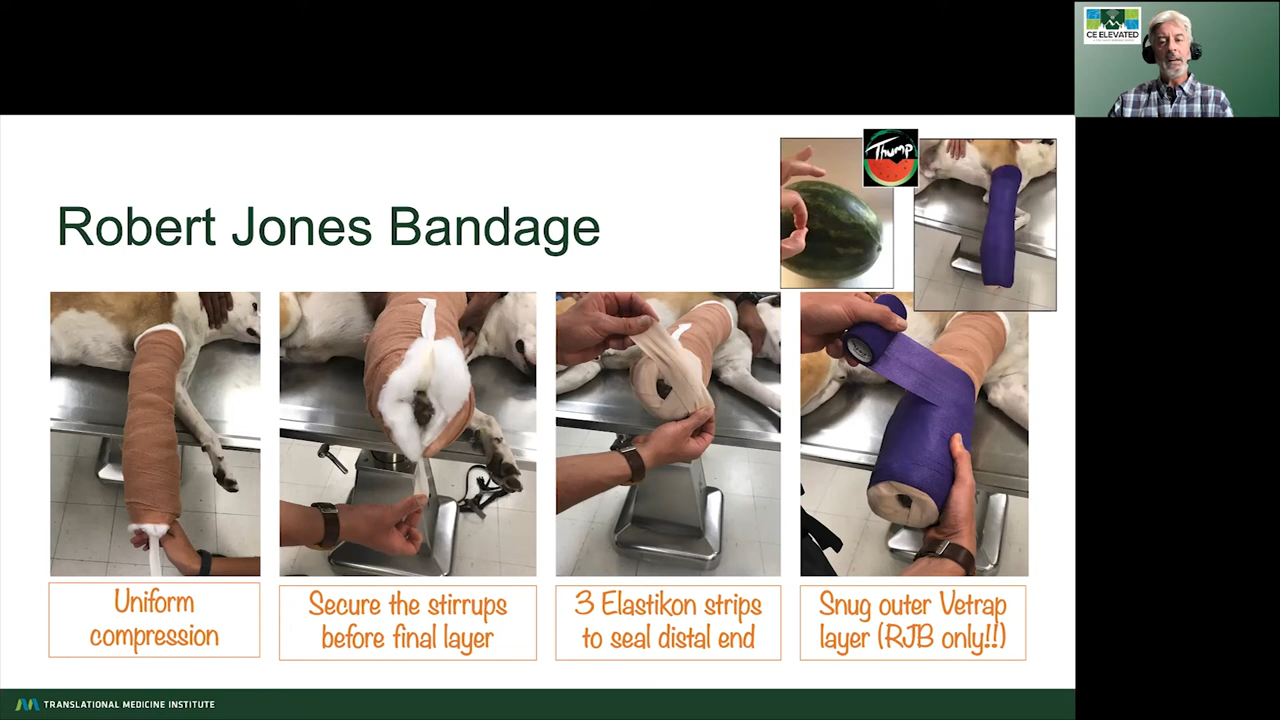 CE ELEVATED
Thump
Robert Jones Bandage
Uniform
compression
Secure the stirrups
before final layer
3 Elastikon strips
to seal distal end
Snug outer Vetrap
layer (RJB only!!)
TRANSLATIONAL MEDICINE INSTITUTE